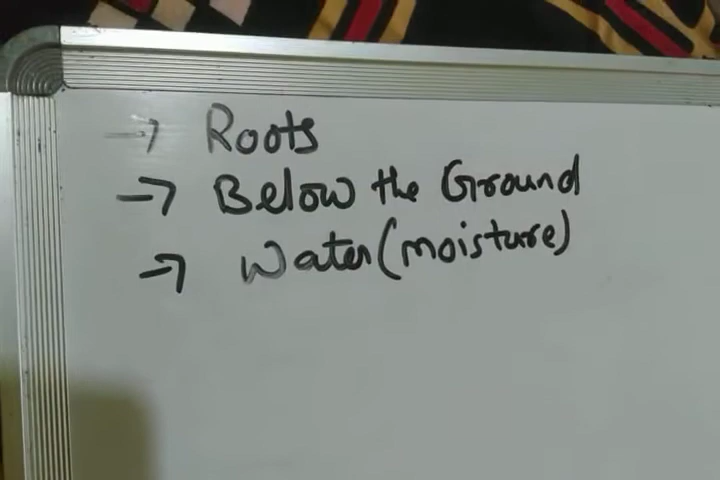 → Roots
→ Below the Ground
→ Water (moisture)